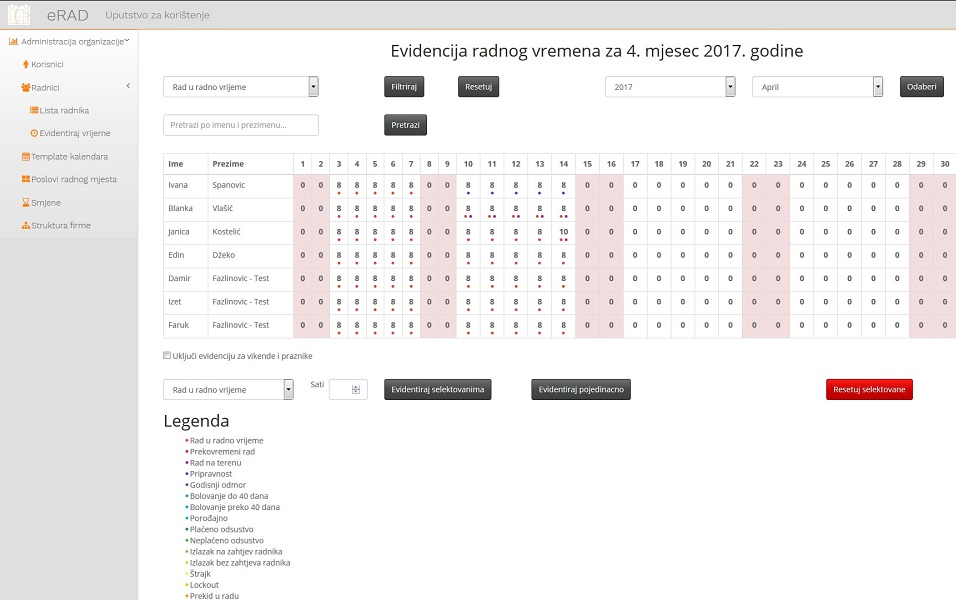 eRAD Uputstvo za korištenje
Administracija organizacije
Korisnici
Radnici
Lista radnika
Evidentiraj vrijeme
Template kalendara
Poslovi radnog mjesta
Smjene
Struktura firme
Evidencija radnog vremena za 4. mjesec 2017. godine
Rad u radno vrijeme Filtriraj Resetuj 2017 April Odaberi
Pretrazi po imenu i prezimenu... Pretrazi
Ime Prezime 1 2 3 4 5 6 7 8 9 10 11 12 13 14 15 16 17 18 19 20 21 22 23 24 25 26 27 28 29 30
Ivana Spanovic 0 0 8 8 8 8 8 0 0 8 8 8 8 8 0 0 0 0 0 0 0 0 0 0 0 0 0 0 0 0
Blanka Vlašić 0 0 8 8 8 8 8 0 0 8 8 8 8 8 0 0 0 0 0 0 0 0 0 0 0 0 0 0 0 0
Janica Kostelić 0 0 8 8 8 8 8 0 0 8 8 8 8 10 0 0 0 0 0 0 0 0 0 0 0 0 0 0 0 0
Edin Džeko 0 0 8 8 8 8 8 0 0 8 8 8 8 8 0 0 0 0 0 0 0 0 0 0 0 0 0 0 0 0
Damir Fazlinovic - Test 0 0 8 8 8 8 8 0 0 8 8 8 8 8 0 0 0 0 0 0 0 0 0 0 0 0 0 0 0 0
Izet Fazlinovic - Test 0 0 8 8 8 8 8 0 0 8 8 8 8 8 0 0 0 0 0 0 0 0 0 0 0 0 0 0 0 0
Faruk Fazlinovic - Test 0 0 8 8 8 8 8 0 0 8 8 8 8 8 0 0 0 0 0 0 0 0 0 0 0 0 0 0 0 0
Uključi evidenciju za vikende i praznike
Rad u radno vrijeme Sati Evidentiraj selektovanima Evidentiraj pojedinacno Resetuj selektovane
Legenda
Rad u radno vrijeme
Prekovremeni rad
Rad na terenu
Pripravnost
Godisnji odmor
Bolovanje do 40 dana
Bolovanje preko 40 dana
Porođajno
Plaćeno odsustvo
Neplaćeno odsustvo
Izlazak na zahtjev radnika
Izlazak bez zahtjeva radnika
Štrajk
Lockout
Prekid u radu